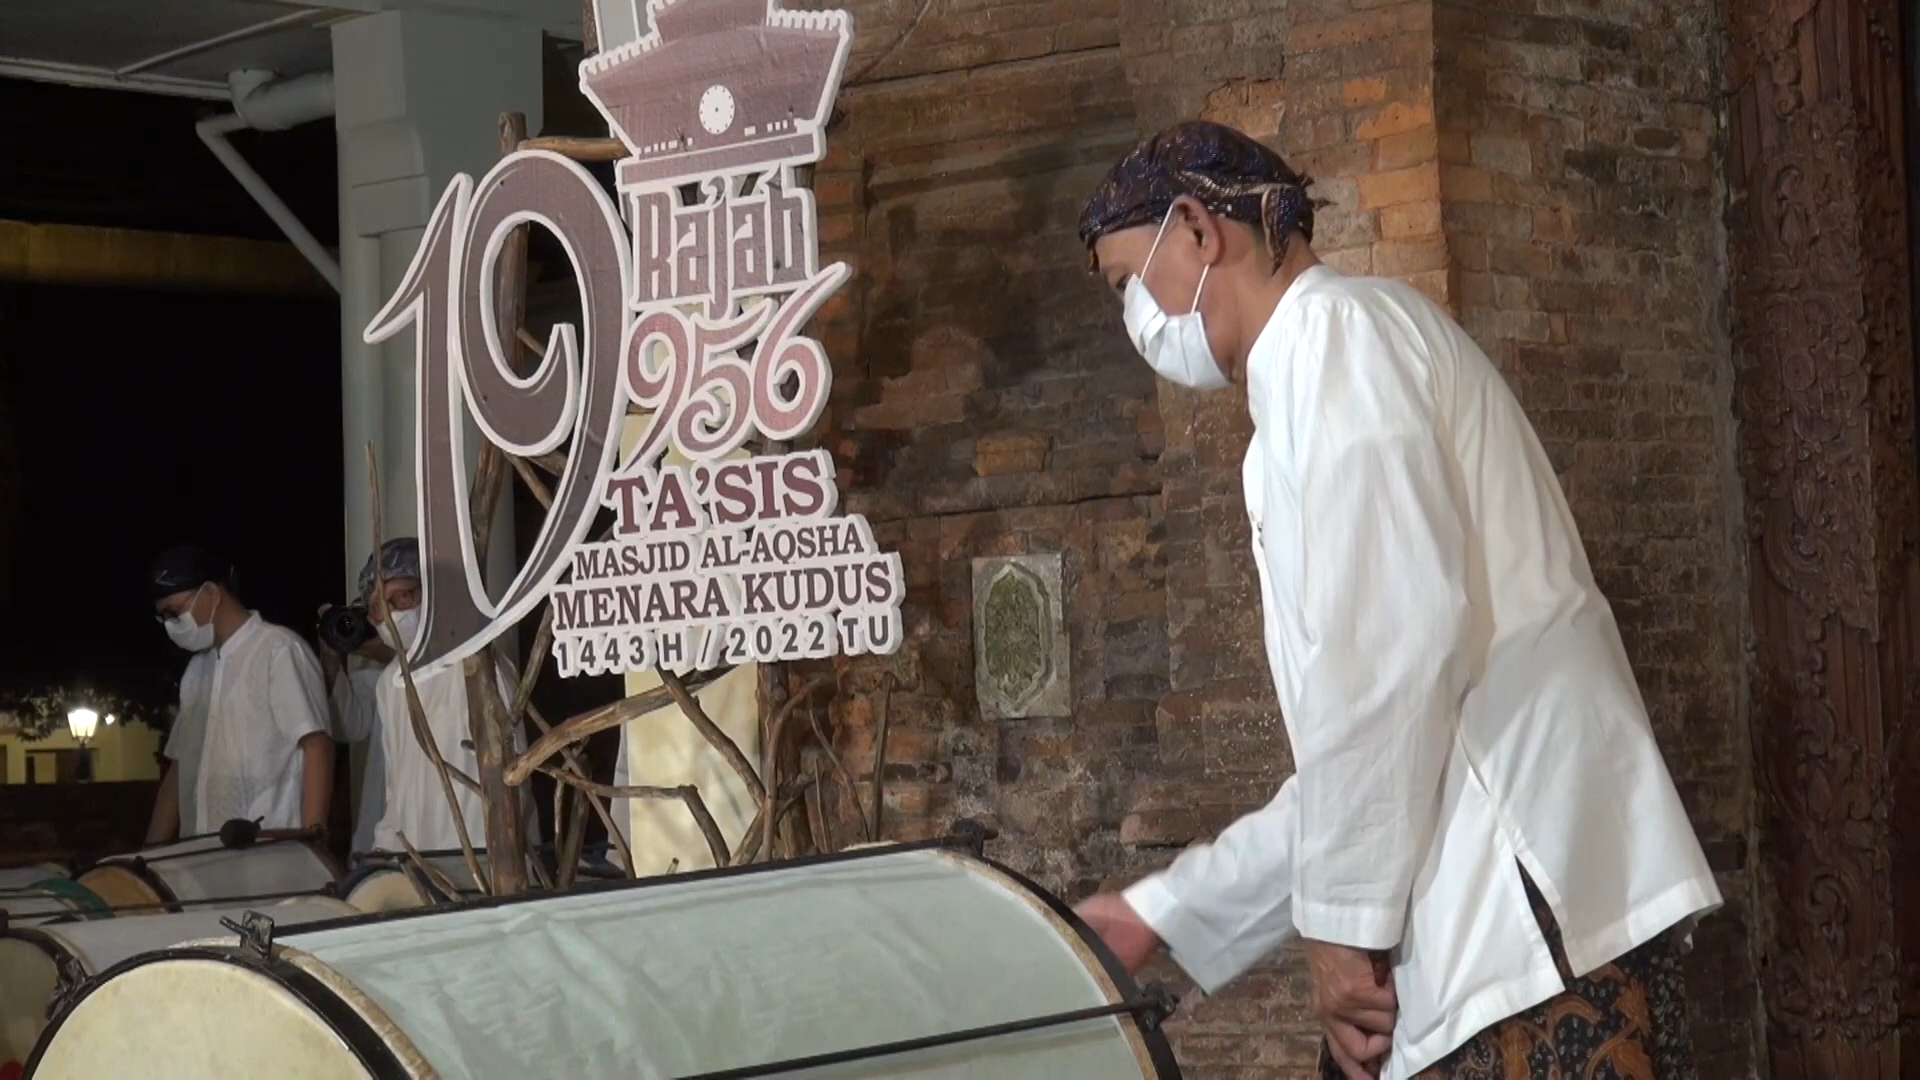 19 Rajab
956
TA'SIS
MASJID AL-AQSHA
MENARA KUDUS
1443 H / 2022 TU